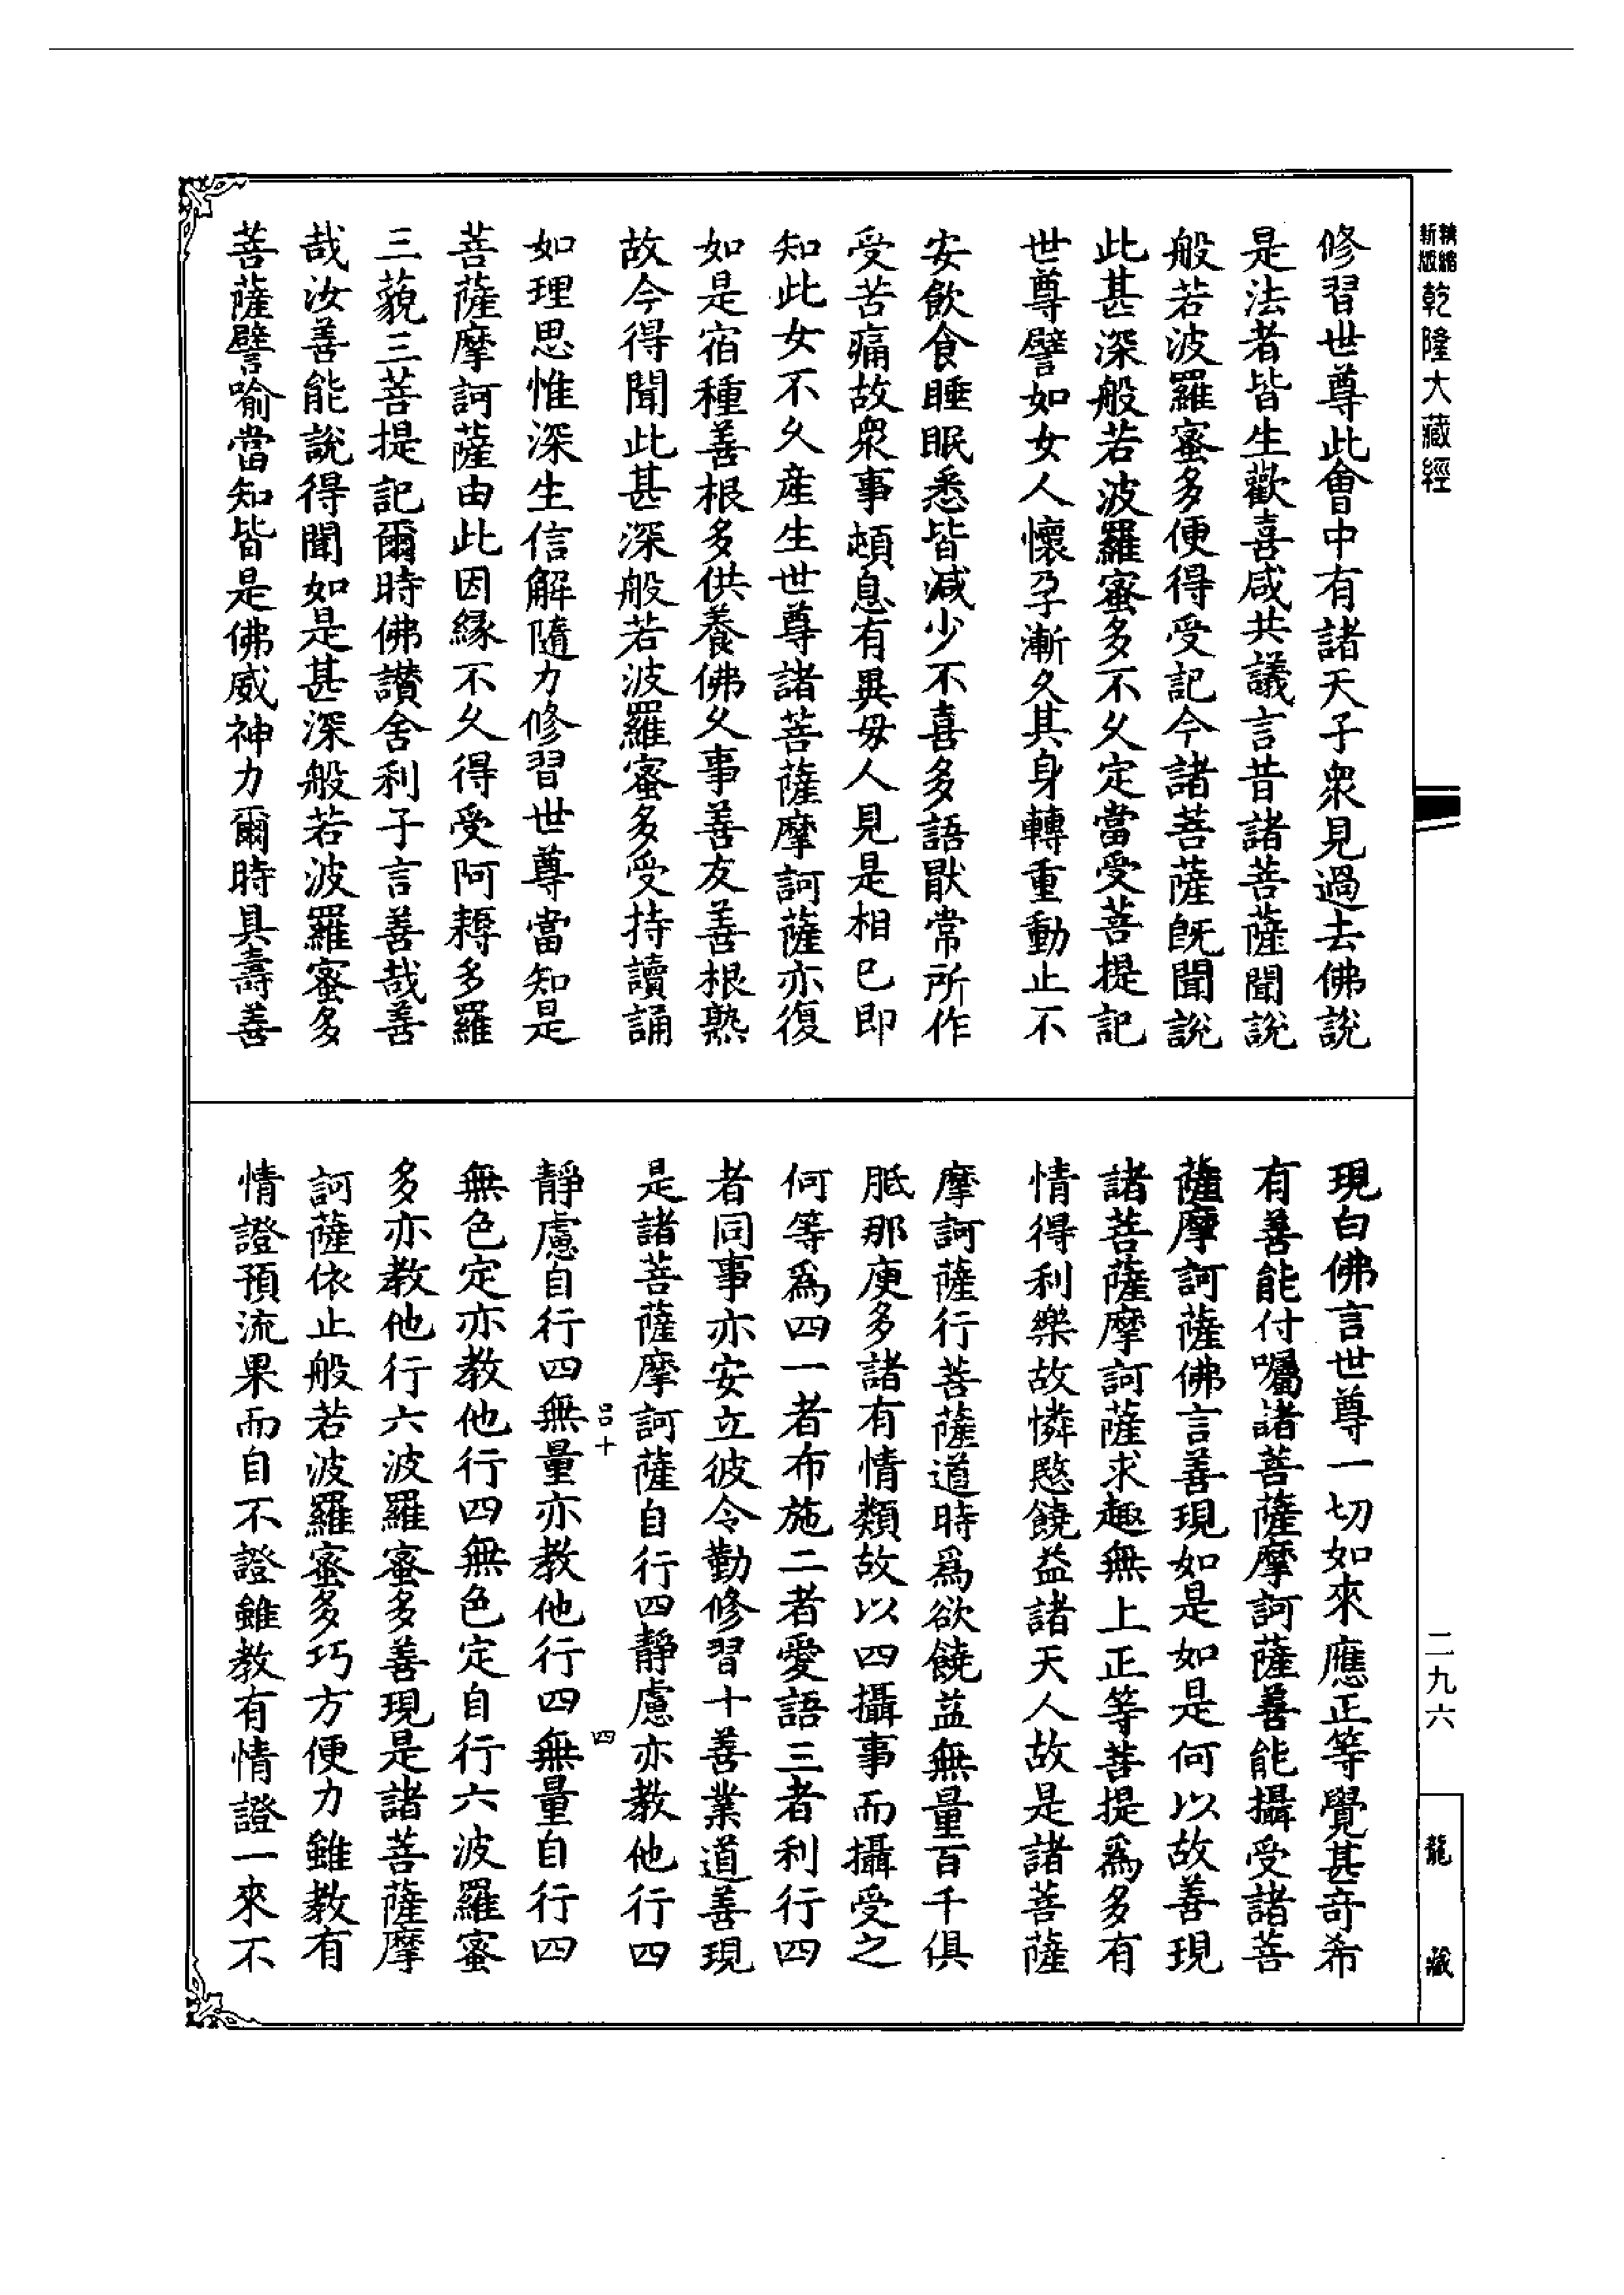 新縮
版輯
乾隆大藏經
修習世尊此會中有諸天子衆見過去佛說
是法者皆生歡喜咸共議言昔諸菩薩聞說
般若波羅蜜多便得受記今諸菩薩旣聞說
此甚深般若波羅蜜多不久定當受菩提記
世尊譬如女人懷孕漸久其身轉重動止不
安飲食睡眠悉皆減少不喜多語猒常所作
受苦痛故衆事頓息有異母人見是相已即
知此女不久産生世尊諸菩薩摩訶薩亦復
如是宿種善根多供養佛久事善友善根熟
故今得聞此甚深般若波羅蜜多受持讀誦
如理思惟深生信解隨力修習世尊當知是
菩薩摩訶薩由此因緣不久得受阿耨多羅
三藐三菩提記爾時佛讚舍利子言善哉善
哉汝善能說得聞如是甚深般若波羅蜜多
菩薩譬喻當知皆是佛威神力爾時具壽善
現白佛言世尊一切如來應正等覺甚奇希
有善能付囑諸菩薩摩訶薩善能攝受諸菩
薩摩訶薩佛言善現如是如是何以故善現
諸菩薩摩訶薩求趣無上正等菩提爲多有
情得利樂故憐愍饒益諸天人故是諸菩薩
摩訶薩行菩薩道時爲欲饒益無量百千俱
胝那庾多諸有情類故以四攝事而攝受之
何等爲四一者布施二者愛語三者利行四
者同事亦安立彼令勤修習十善業道善現
是諸菩薩摩訶薩自行四靜慮亦教他行四
呂十
四
靜慮自行四無量亦教他行四無量自行四
無色定亦教他行四無色定自行六波羅蜜
多亦教他行六波羅蜜多善現是諸菩薩摩
訶薩依止般若波羅蜜多巧方便力雖教有
情證預流果而自不證雖教有情證一來不
二九六
龍藏